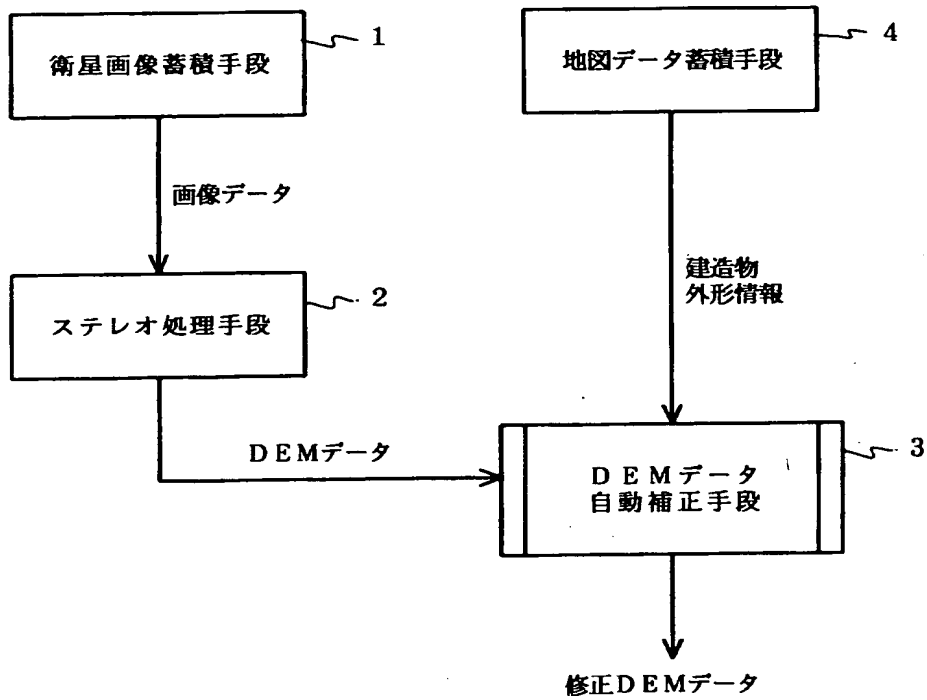 衛星画像蓄積手段
1
地図データ蓄積手段
4
画像データ
建造物
外形情報
ステレオ処理手段
2
DEMデータ
DEMデータ
自動補正手段
3
修正DEMデータ